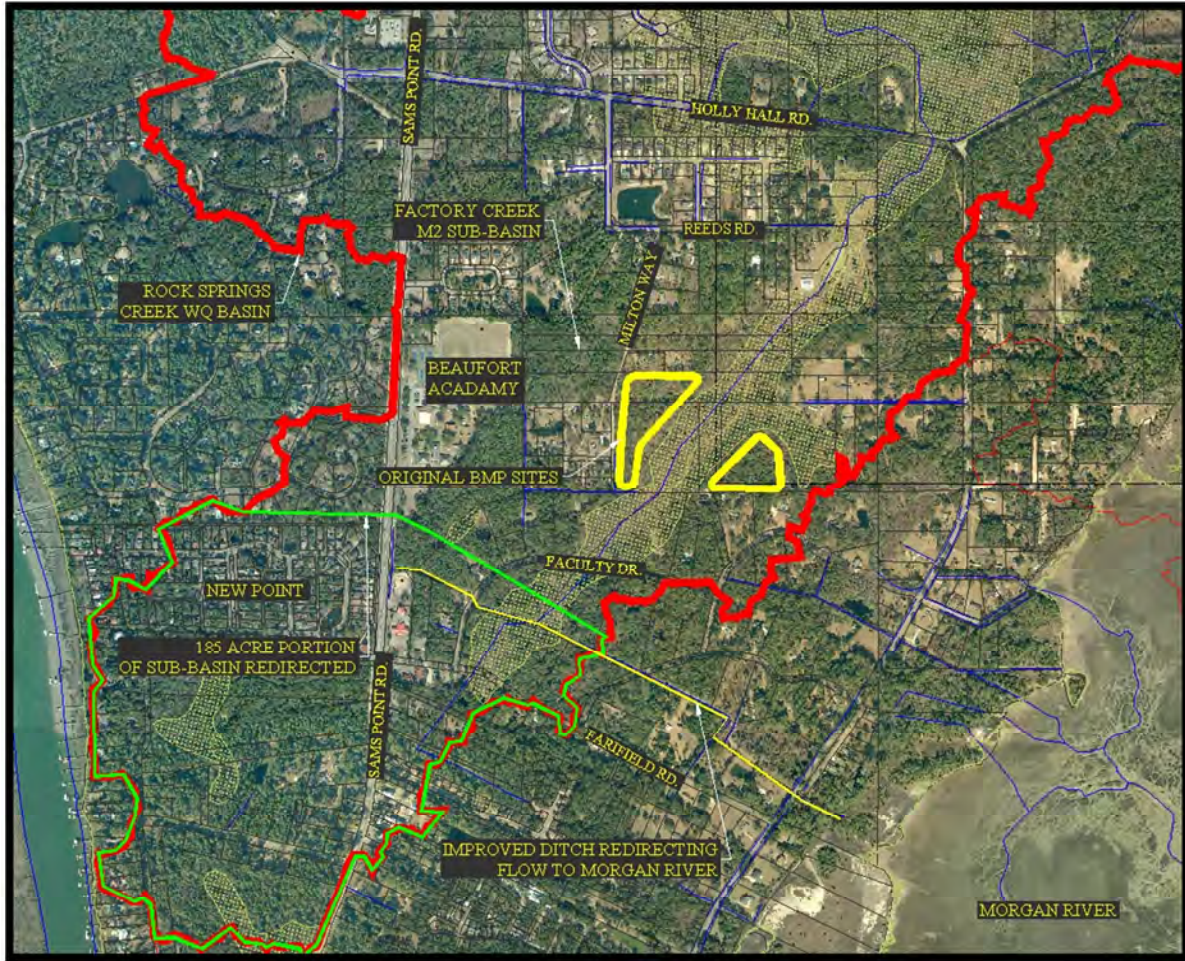 SAMS POINT RD.
HOLLY HALL RD.
FACTORY CREEK
M2 SUB-BASIN
REEDS RD.
ROCK SPRINGS
CREEK WQ BASIN
MILTON WAY
BEAUFORT
ACADAMY
ORIGINAL BMP SITES
FACULTY DR.
NEW POINT
185 ACRE PORTION
OF SUB-BASIN REDIRECTED
SAMS POINT RD.
FARIFIELD RD.
IMPROVED DITCH REDIRECTING
FLOW TO MORGAN RIVER
MORGAN RIVER